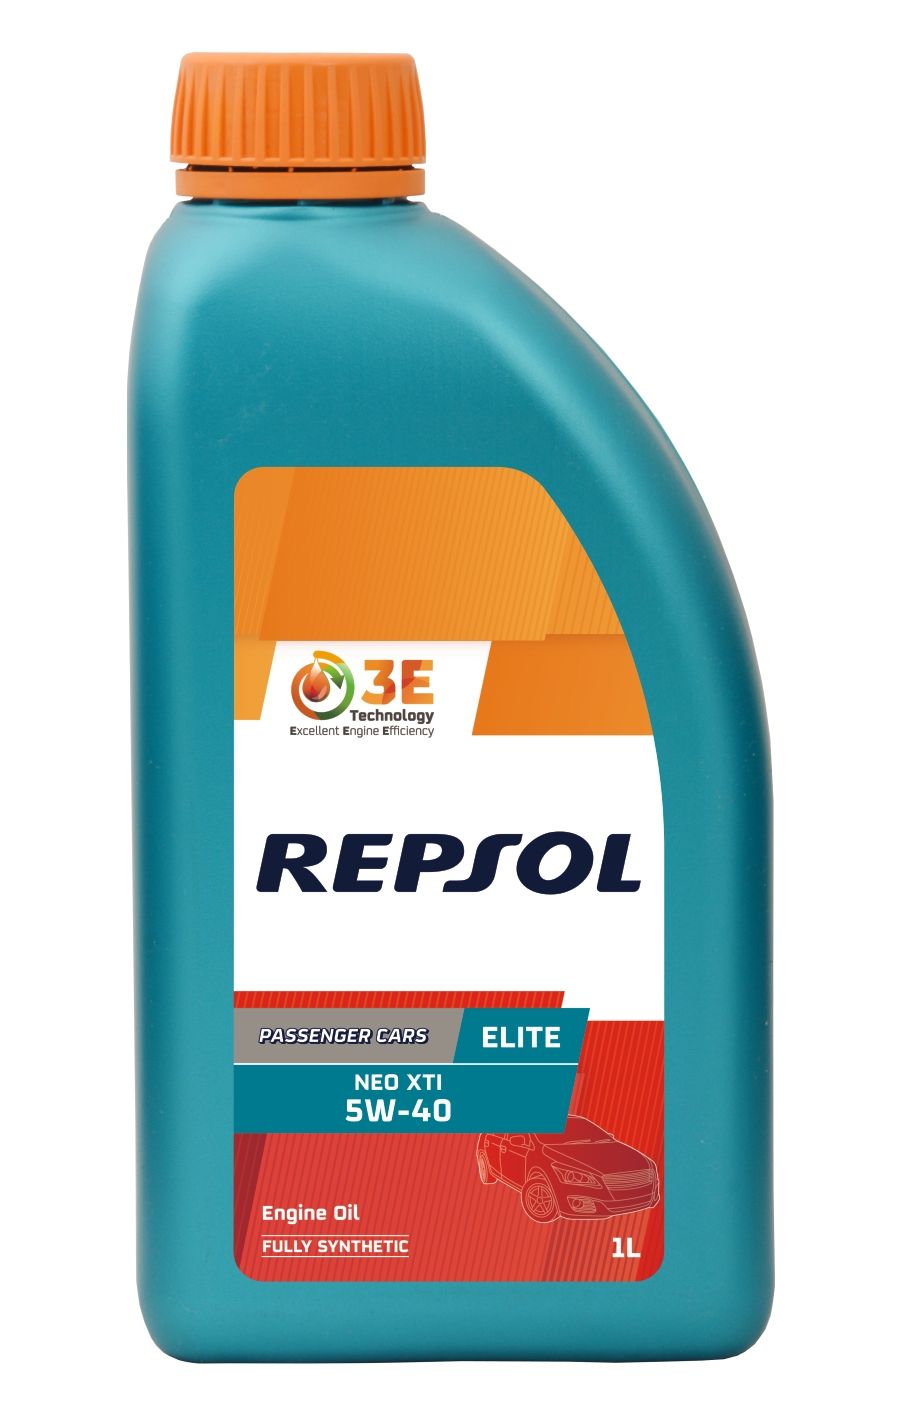 3E
Technology
Excellent Engine Efficiency
REPSOL
PASSENGER CARS
ELITE
NEO XTI
5W-40
Engine Oil
FULLY SYNTHETIC
1L